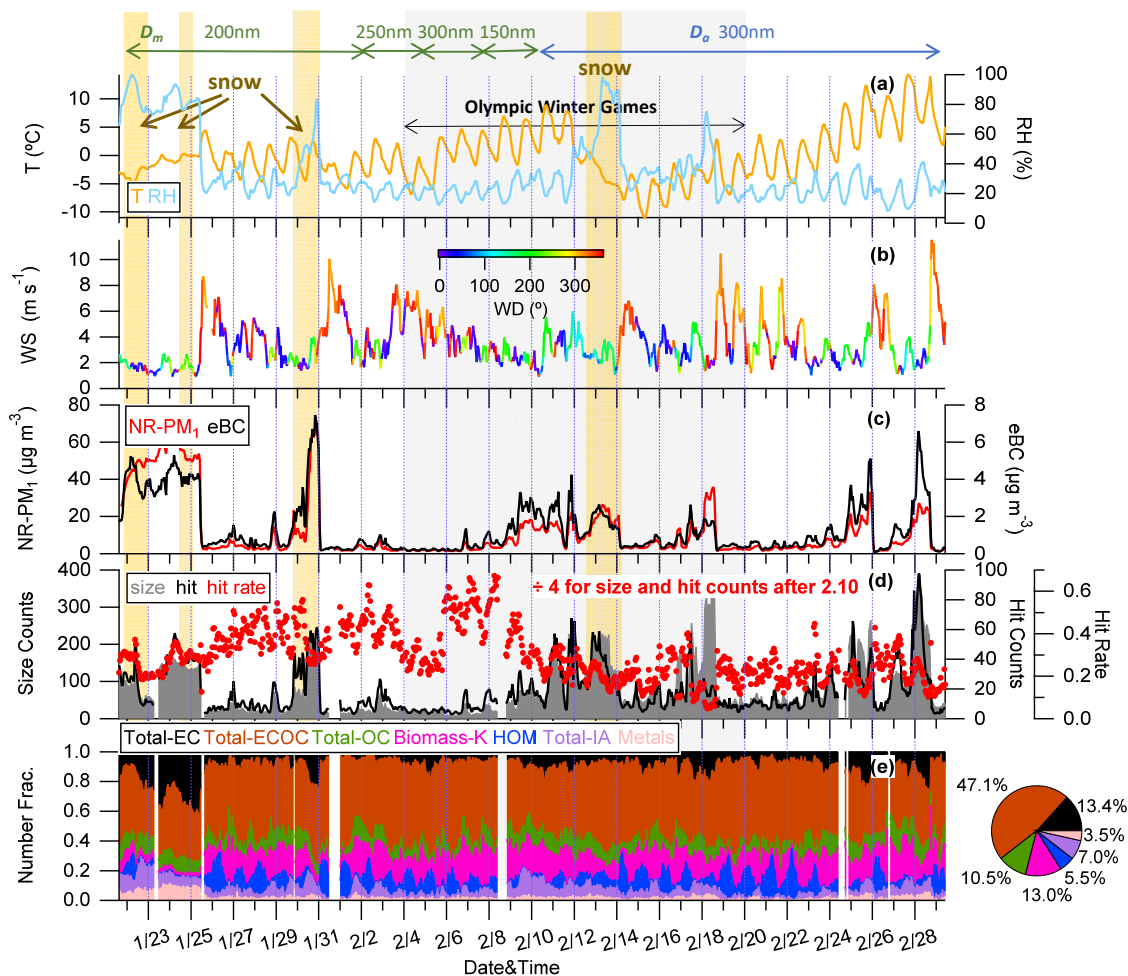 Dm 200nm 250nm 300nm 150nm Da 300nm
snow snow
(a)
Olympic Winter Games
T (ºC)
10
5
0
-5
-10
T RH
100
80
60
40
20
0
RH (%)
(b)
WS (m s-1)
10
8
6
4
2
0
0 100 200 300
WD (º)
(c)
NR-PM1 (µg m-3)
80
60
40
20
0
NR-PM1 eBC
8
6
4
2
0
eBC (µg m-3)
(d)
size hit hit rate
÷ 4 for size and hit counts after 2.10
Size Counts
400
300
200
100
0
100
80
60
40
20
0
Hit Counts
0.6
0.4
0.2
0.0
Hit Rate
Total-EC Total-ECOC Total-OC Biomass-K HOM Total-IA Metals
(e)
Number Frac.
1.0
0.8
0.6
0.4
0.2
0.0
47.1%
13.4%
3.5%
7.0%
5.5%
13.0%
10.5%
1/23 1/25 1/27 1/29 1/31 2/2 2/4 2/6 2/8 2/10 2/12 2/14 2/16 2/18 2/20 2/22 2/24 2/26 2/28
Date&Time